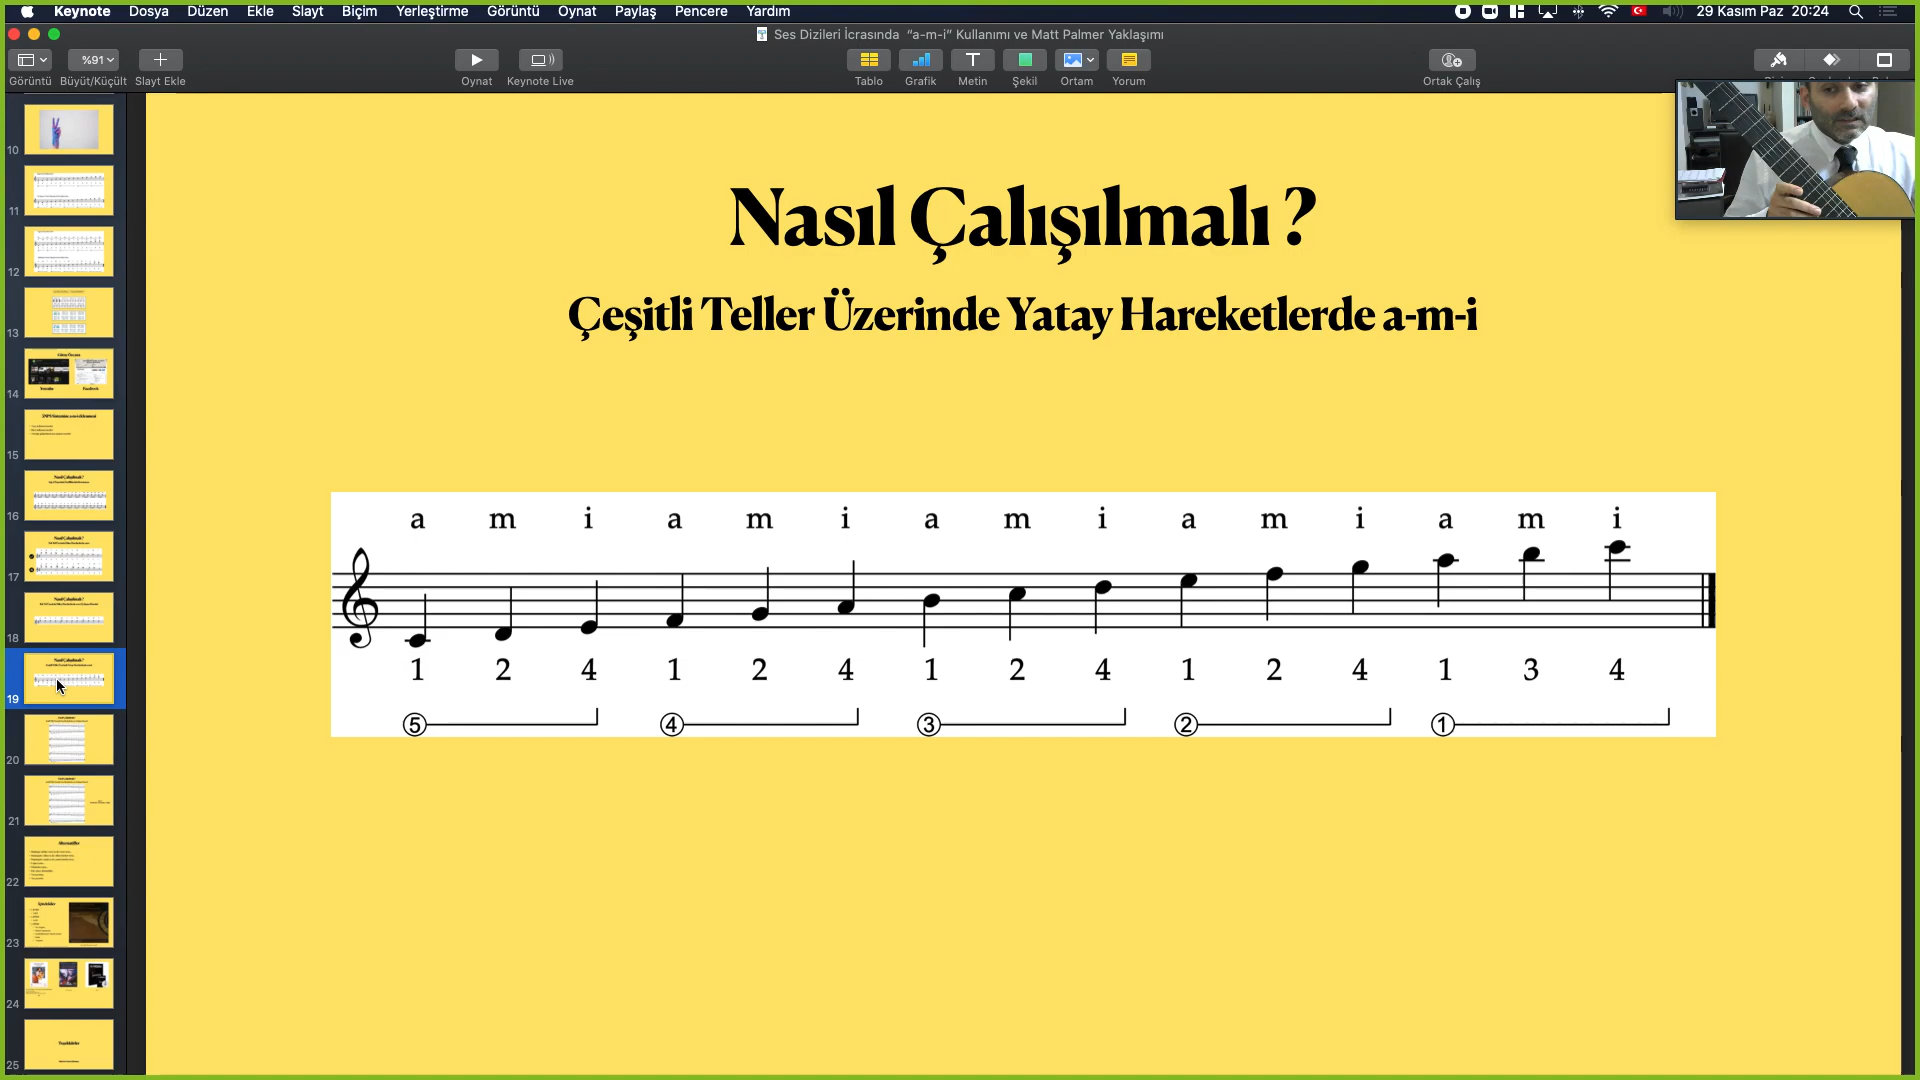 Keynote Dosya Düzen Ekle Slayt Biçim Yerleştirme Görüntü Oynat Paylaş Pencere Yardım 29 Kasım Paz 20:24
Ses Dizileri İcrasında “a-m-i” Kullanımı ve Matt Palmer Yaklaşımı
%91
Görüntü Büyüt/Küçült Slayt Ekle Oynat Keynote Live Tablo Grafik Metin Şekil Ortam Yorum Ortak Çalış
10
11
12
13
14
15
16
17
18
19
20
21
22
23
24
25
Nasıl Çalışılmalı ?
Çeşitli Teller Üzerinde Yatay Hareketlerde a-m-i
a m i a m i a m i a m i a m i
1 2 4 1 2 4 1 2 4 1 2 4 1 3 4
⑤ ④ ③ ② ①